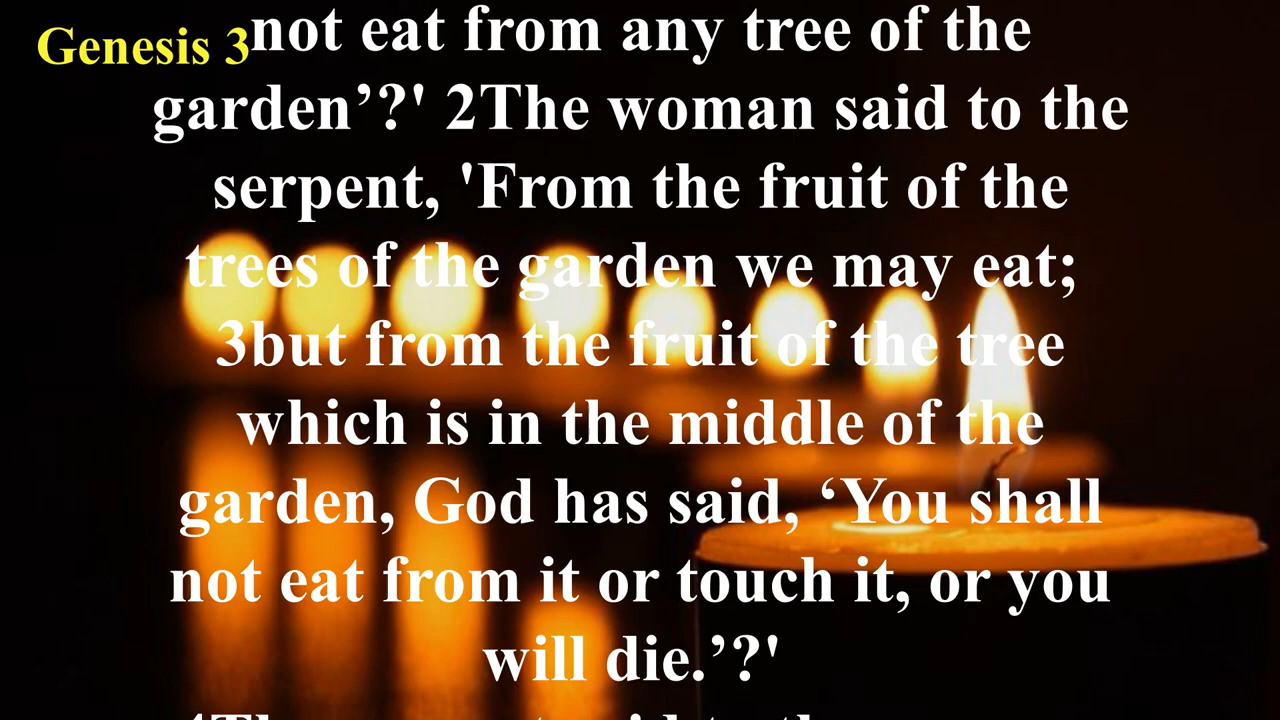 Genesis 3
not eat from any tree of the
garden’?' 2The woman said to the
serpent, 'From the fruit of the
trees of the garden we may eat;
3but from the fruit of the tree
which is in the middle of the
garden, God has said, ‘You shall
not eat from it or touch it, or you
will die.’?'